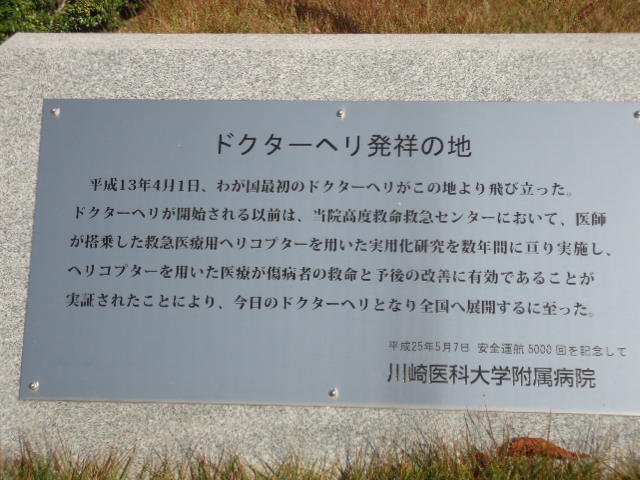 ドクターヘリ発祥の地
平成13年4月1日、わが国最初のドクターヘリがこの地より飛び立った。
ドクターヘリが開始される以前は、当院高度救命救急センターにおいて、医師
が搭乗した救急医療用ヘリコプターを用いた実用化研究を数年間に亘り実施し、
ヘリコプターを用いた医療が傷病者の救命と予後の改善に有効であることが
実証されたことにより、今日のドクターヘリとなり全国へ展開するに至った。
平成25年5月7日 安全運航5000回を記念して
川崎医科大学附属病院